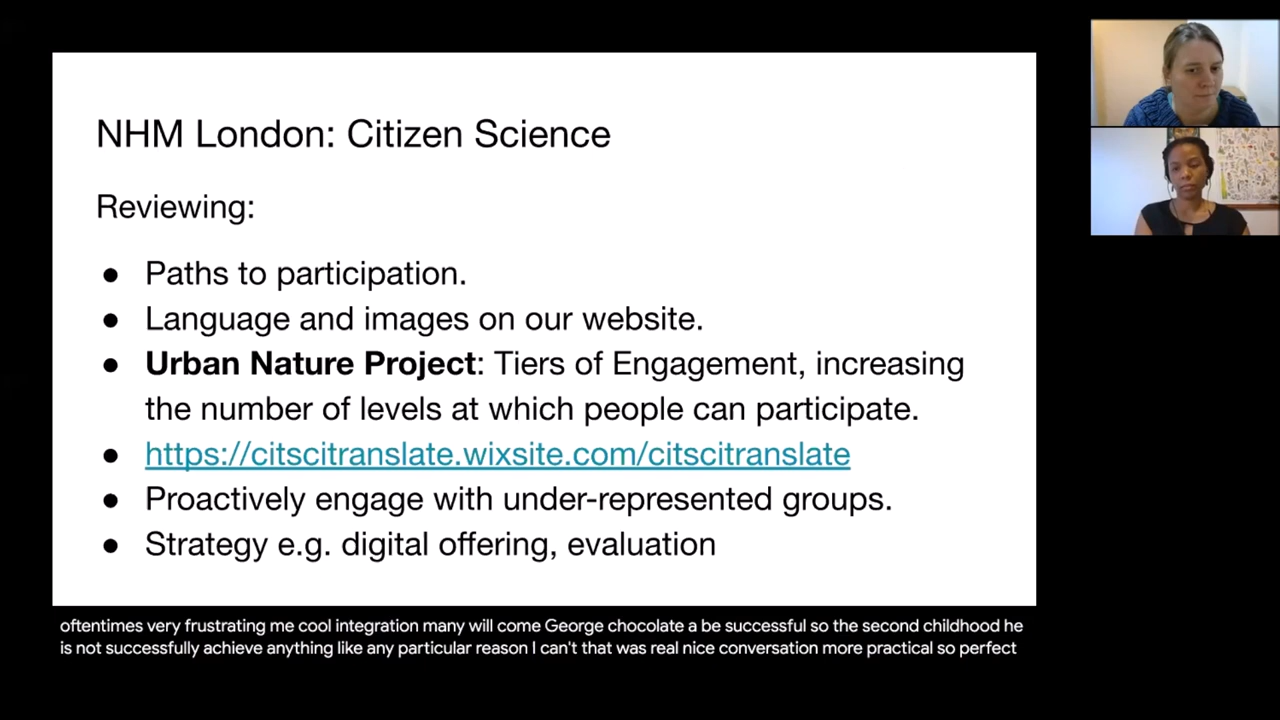 NHM London: Citizen Science
Reviewing:
● Paths to participation.
● Language and images on our website.
● Urban Nature Project: Tiers of Engagement, increasing
the number of levels at which people can participate.
● https://citscitranslate.wixsite.com/citscitranslate
● Proactively engage with under-represented groups.
● Strategy e.g. digital offering, evaluation
oftentimes very frustrating me cool integration many will come George chocolate a be successful so the second childhood he
is not successfully achieve anything like any particular reason I can't that was real nice conversation more practical so perfect